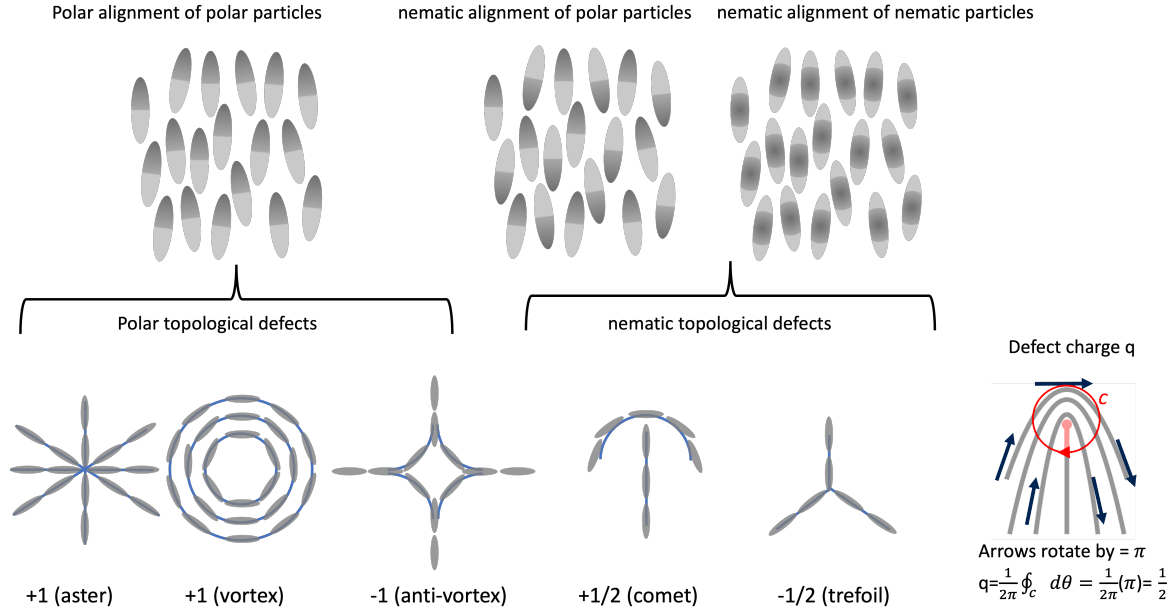 Polar alignment of polar particles
nematic alignment of polar particles
nematic alignment of nematic particles
Polar topological defects
nematic topological defects
Defect charge q
C
+1 (aster)
+1 (vortex)
-1 (anti-vortex)
+1/2 (comet)
-1/2 (trefoil)
Arrows rotate by = π
q=1/2π ∮c dθ = 1/2π(π)= 1/2